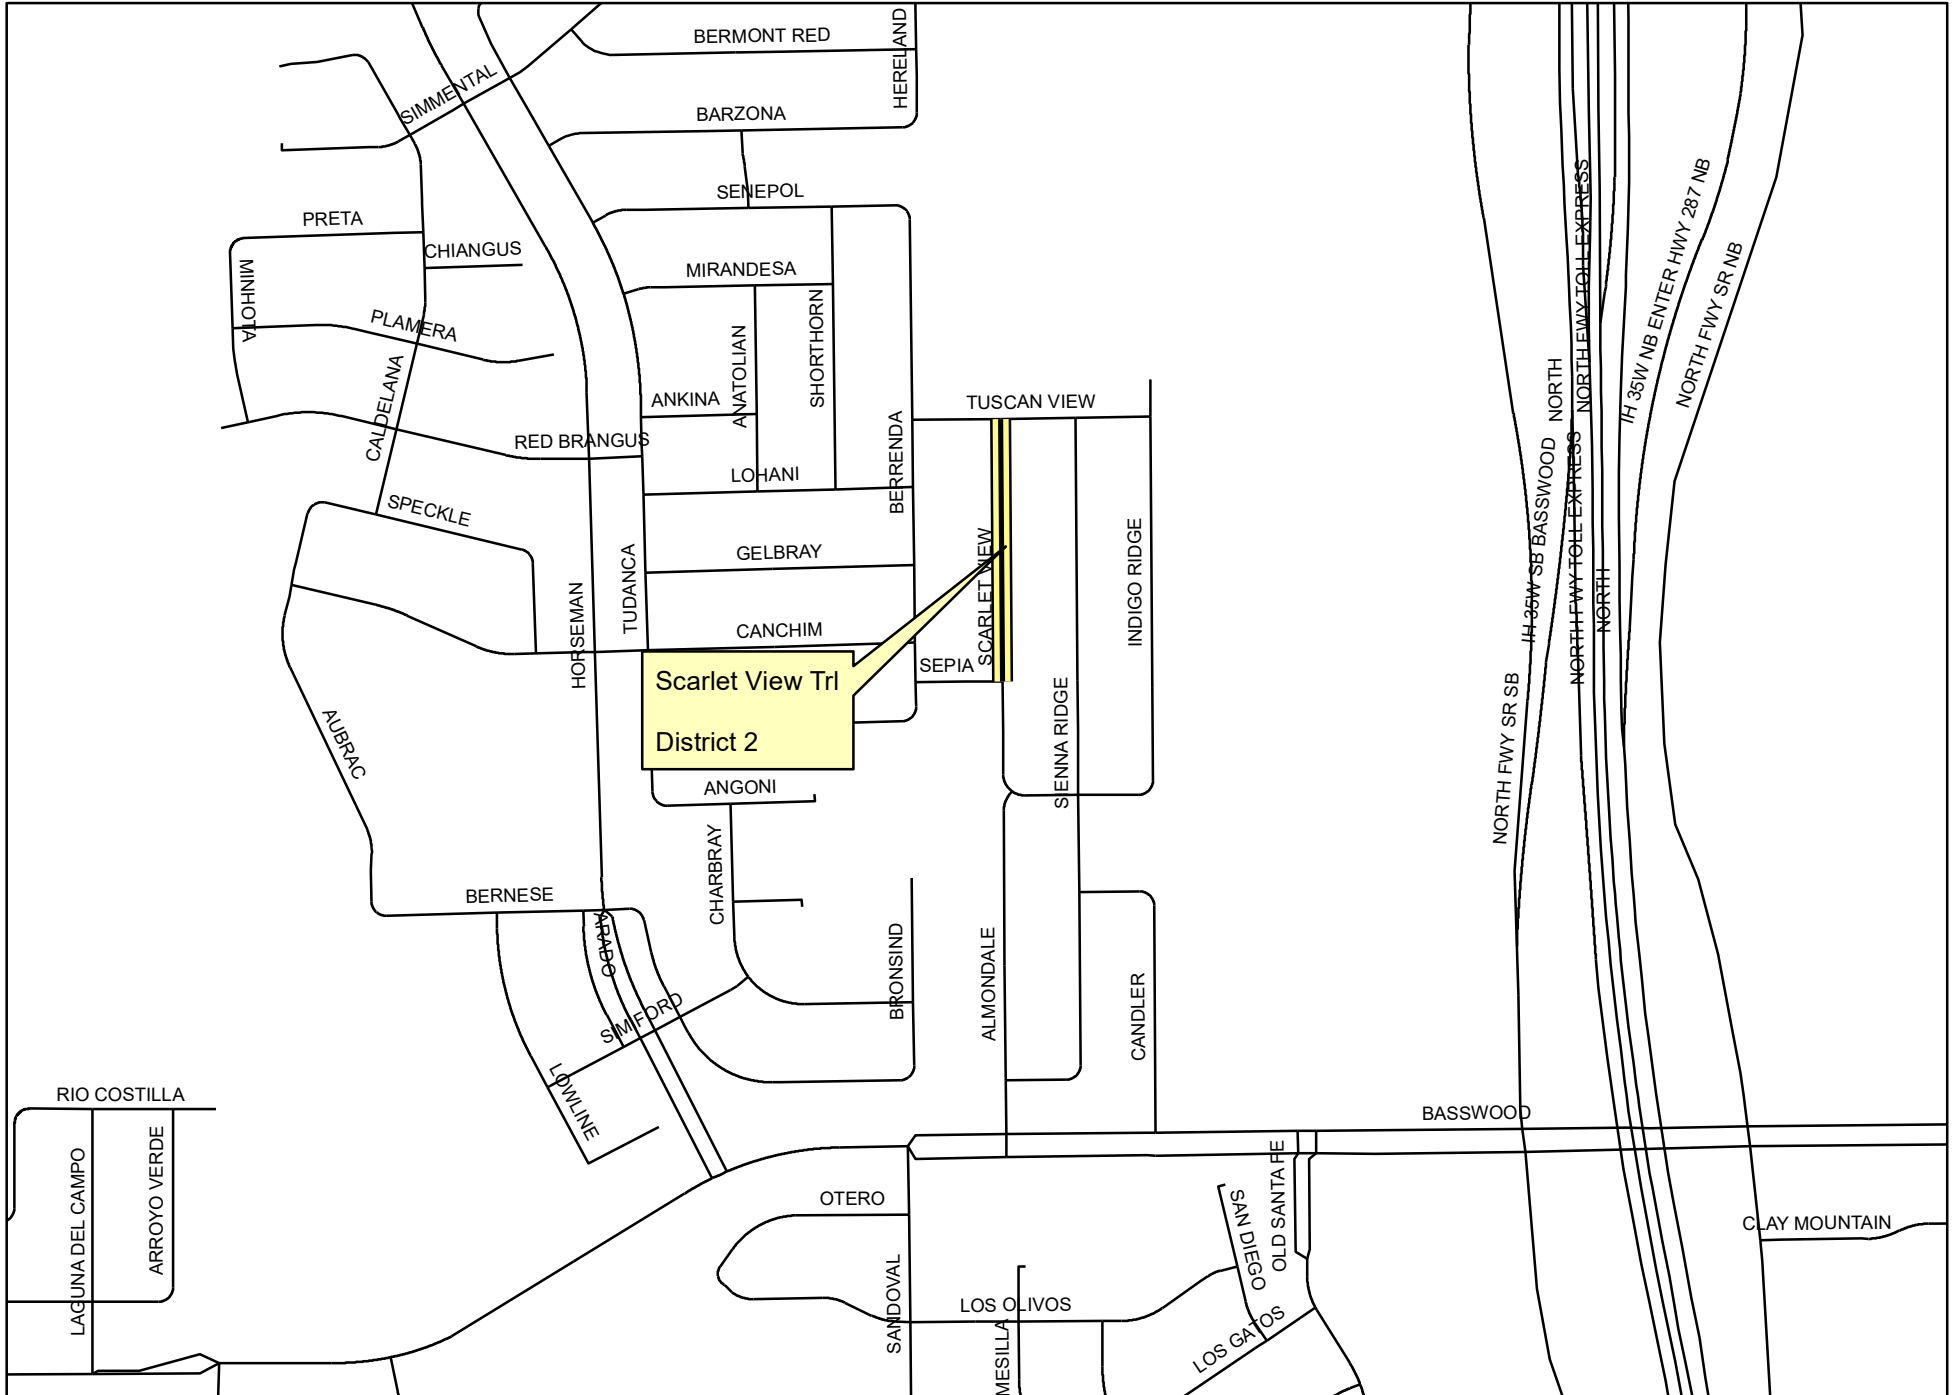 BERMONT RED
HERELAND
SIMMENTAL
BARZONA
SENEPOL
PRETA
CHIANGUS
MINHOTA
MIRANDESA
SHORTHORN
PLAMERA
ANATOLIAN
CALDELANA
ANKINA
TUSCAN VIEW
RED BRANGUS
BERRENDA
LOHANI
SPECKLE
GELBRAY
TUDANCA
HORSEMAN
CANCHIM
SCARLET VIEW
INDIGO RIDGE
SEPIA
Scarlet View Trl
District 2
SIENNA RIDGE
AUBRAC
ANGONI
CHARBRAY
BERNESE
ARADO
BRONSIND
ALMONDALE
CANDLER
SIMIFORD
LOWLINE
NORTH FWY TOLL EXPRESS
NORTH
IH 35W NB ENTER HWY 287 NB
NORTH FWY SR NB
IH 35W SB BASSWOOD
NORTH FWY TOLL EXPRESS
NORTH
NORTH FWY SR SB
RIO COSTILLA
BASSWOOD
LAGUNA DEL CAMPO
ARROYO VERDE
OTERO
SAN DIEGO
OLD SANTA FE
CLAY MOUNTAIN
SANDOVAL
LOS OLIVOS
MESILLA
LOS GATOS